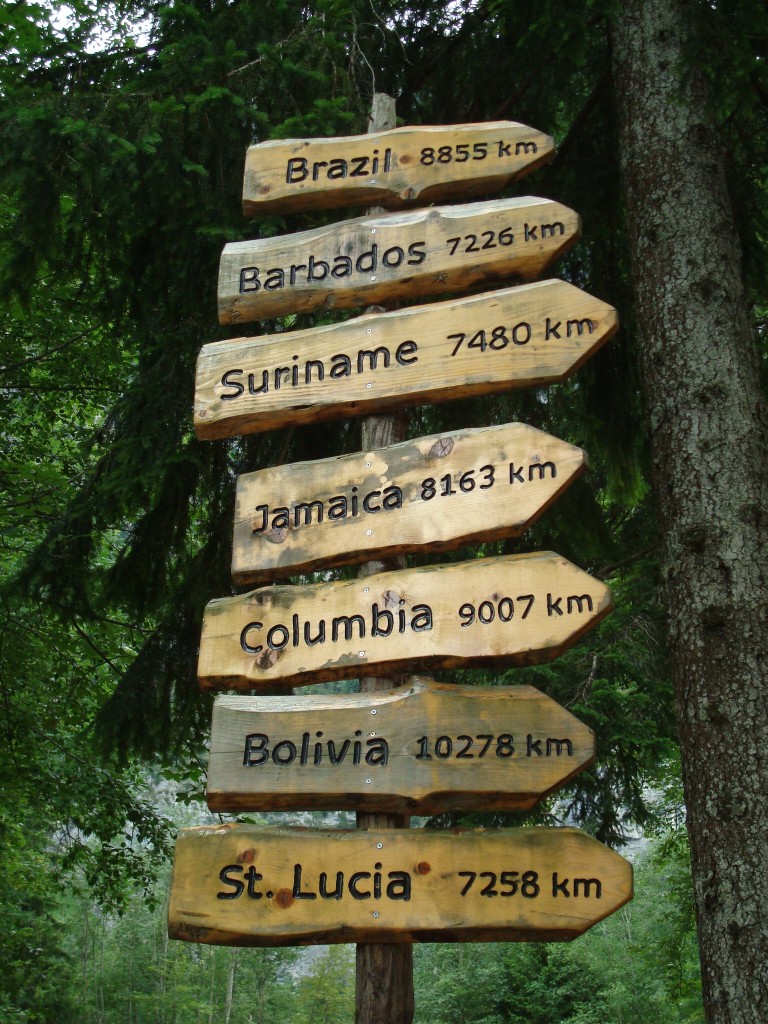 Brazil 8855 km
Barbados 7226 km
Suriname 7480 km
Jamaica 8163 km
Columbia 9007 km
Bolivia 10278 km
St. Lucia 7258 km